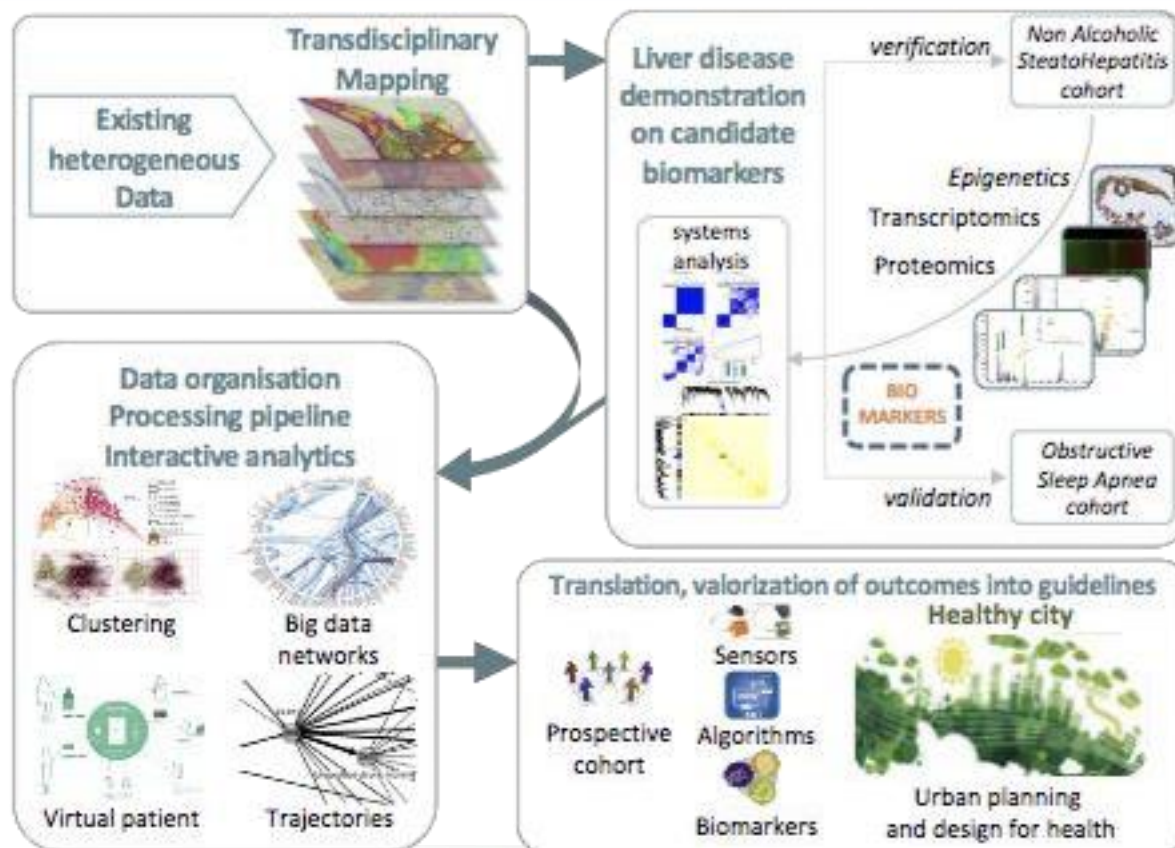 Transdisciplinary
Mapping
Existing
heterogeneous
Data
Liver disease
demonstration
on candidate
biomarkers
verification
Non Alcoholic
SteatoHepatitis
cohort
Epigenetics
Transcriptomics
Proteomics
systems
analysis
BIO
MARKERS
validation
Obstructive
Sleep Apnea
cohort
Data organisation
Processing pipeline
Interactive analytics
Clustering
Big data
networks
Virtual patient
Trajectories
Translation, valorization of outcomes into guidelines
Healthy city
Sensors
Prospective
cohort
Algorithms
Biomarkers
Urban planning
and design for health